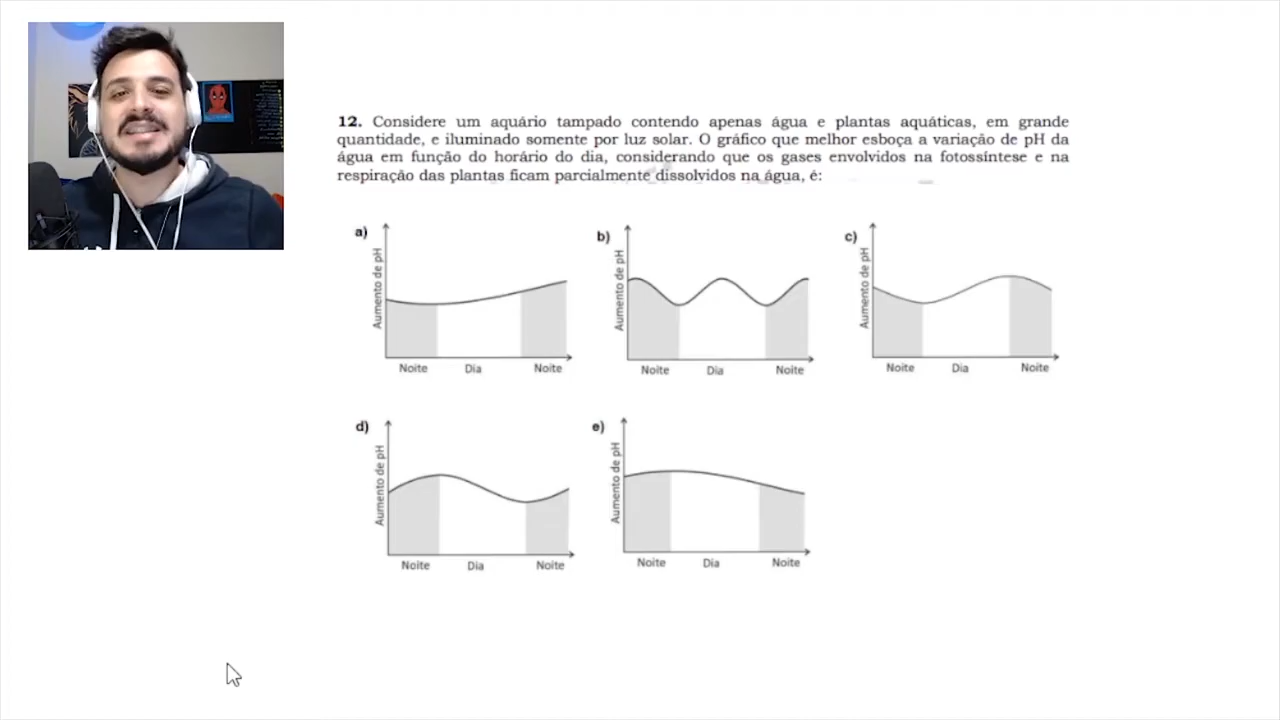 12. Considere um aquário tampado contendo apenas água e plantas aquáticas, em grande
quantidade, e iluminado somente por luz solar. O gráfico que melhor esboça a variação de pH da
água em função do horário do dia, considerando que os gases envolvidos na fotossíntese e na
respiração das plantas ficam parcialmente dissolvidos na água, é:
a)
Aumento de pH
Noite Dia Noite
b)
Aumento de pH
Noite Dia Noite
c)
Aumento de pH
Noite Dia Noite
d)
Aumento de pH
Noite Dia Noite
e)
Aumento de pH
Noite Dia Noite